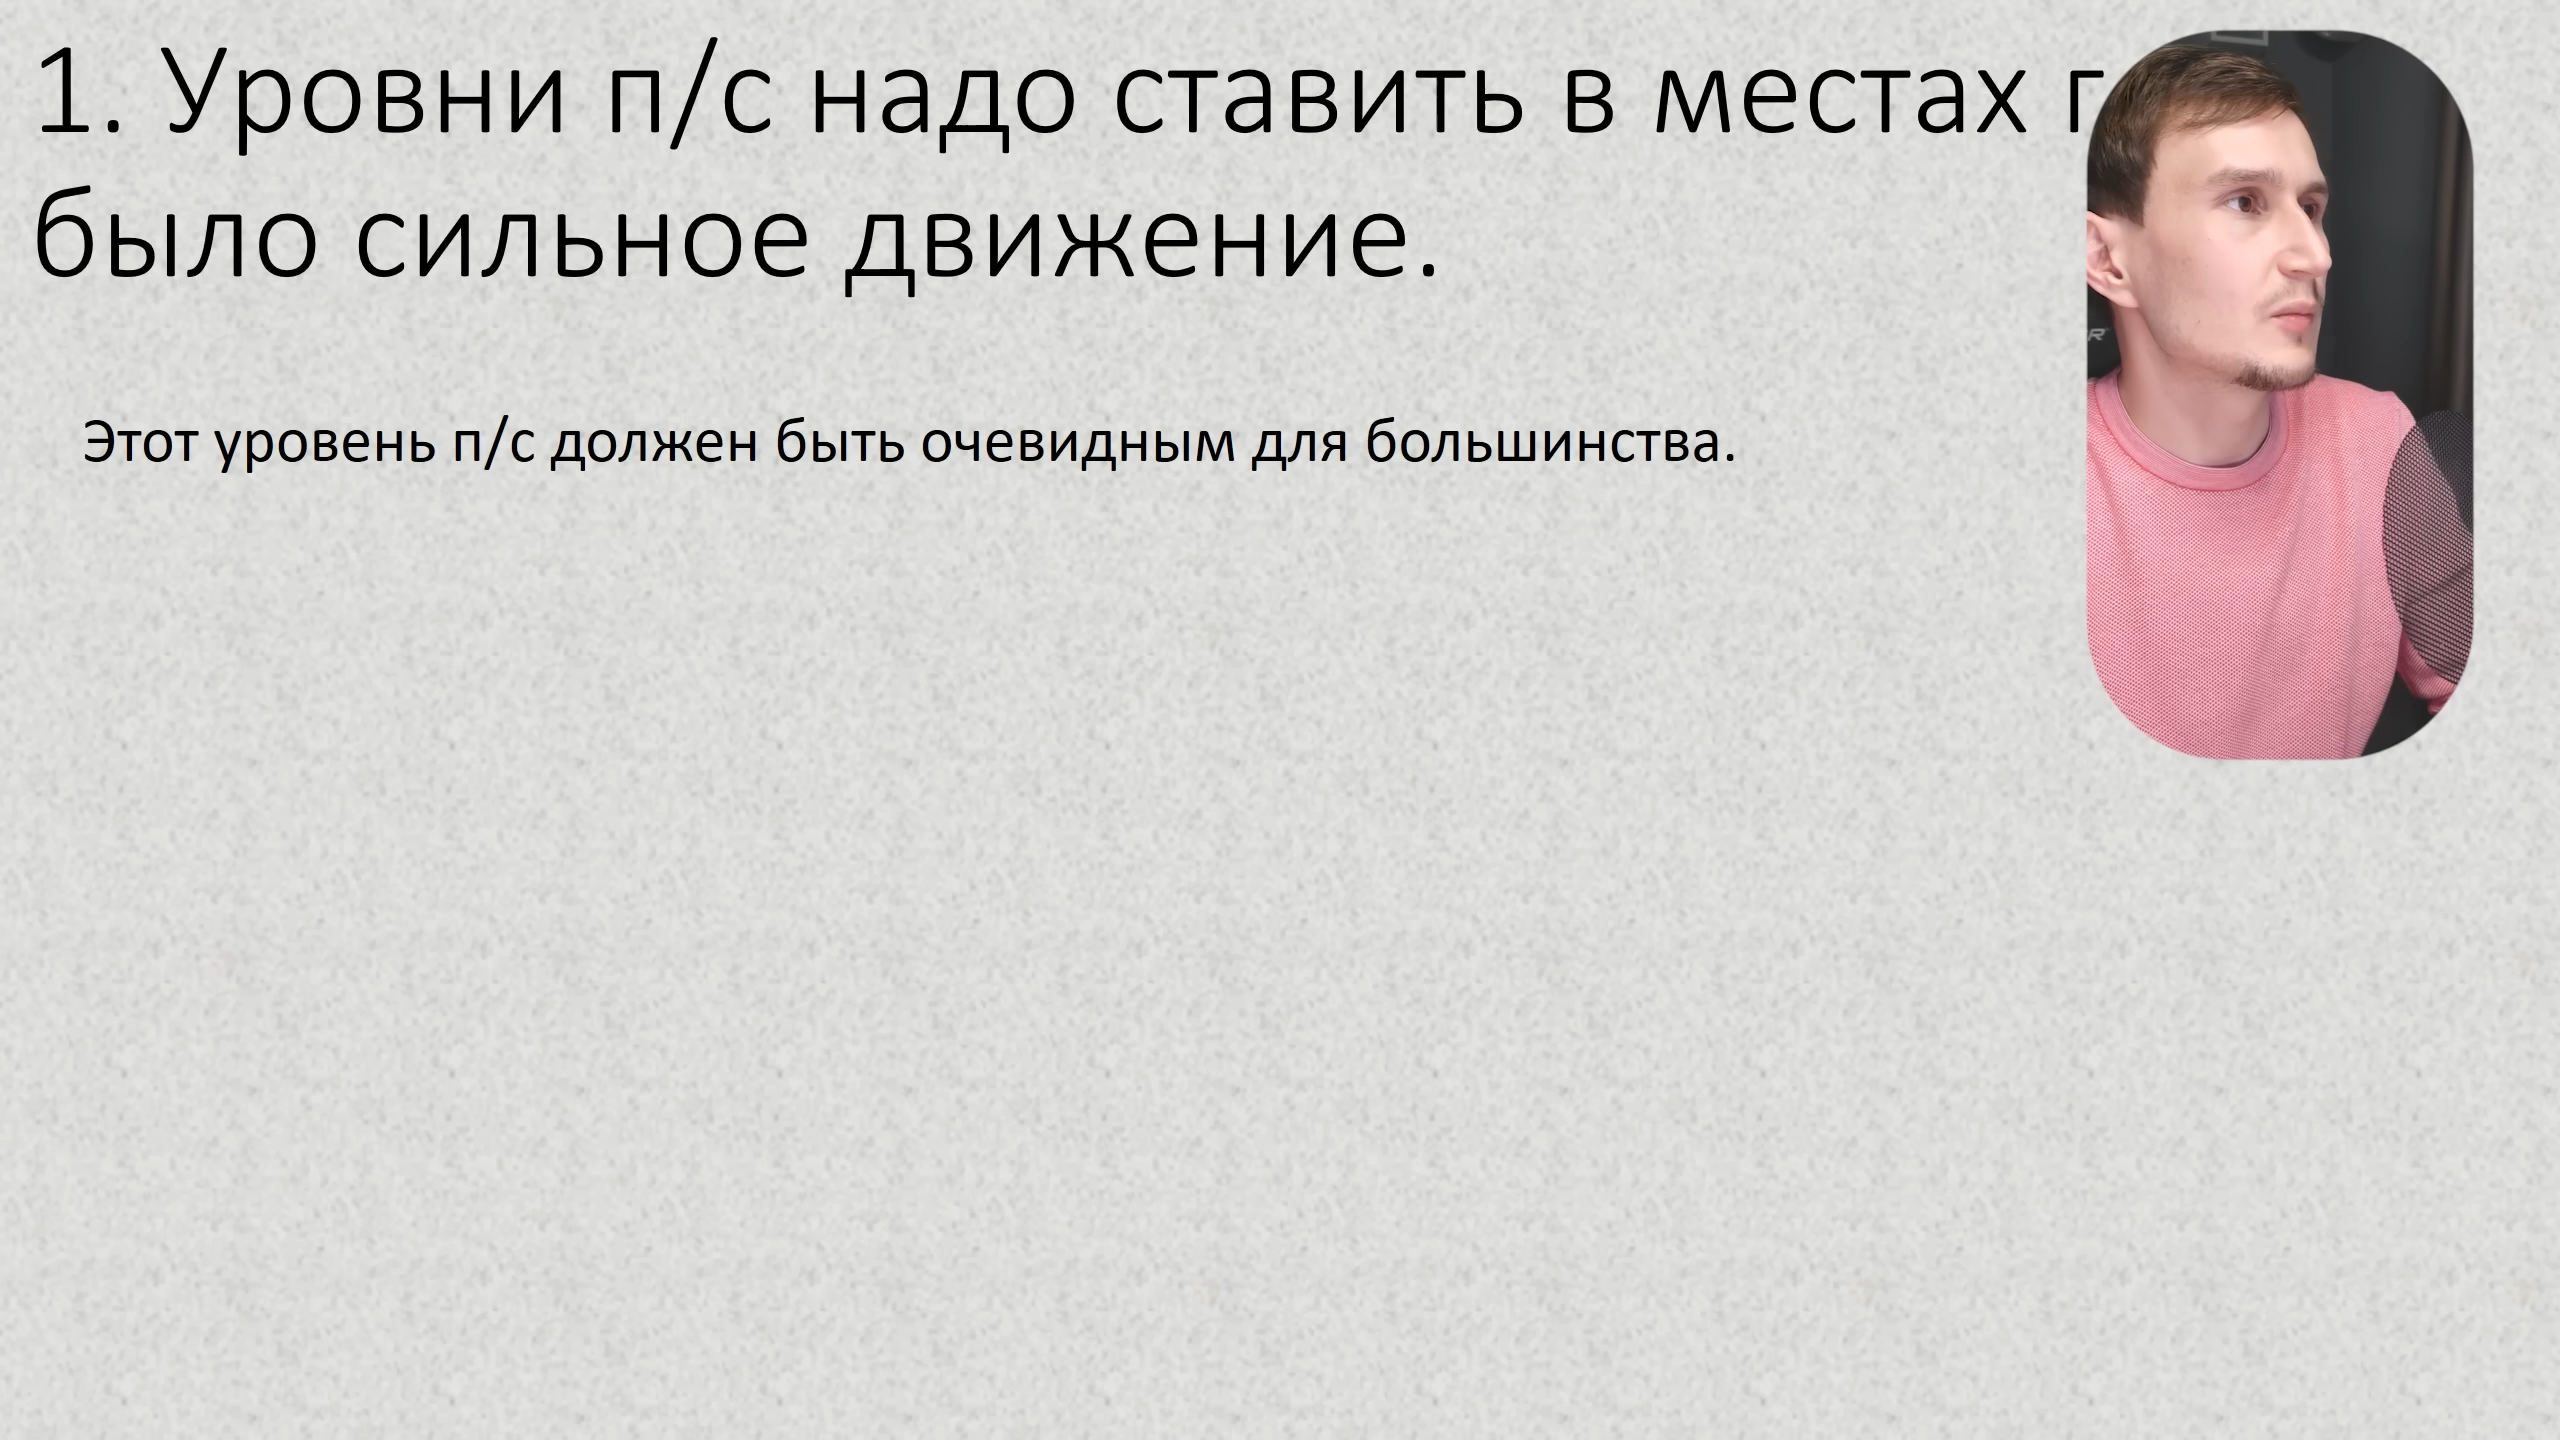 1. Уровни п/с надо ставить в местах
было сильное движение.
Этот уровень п/с должен быть очевидным для большинства.